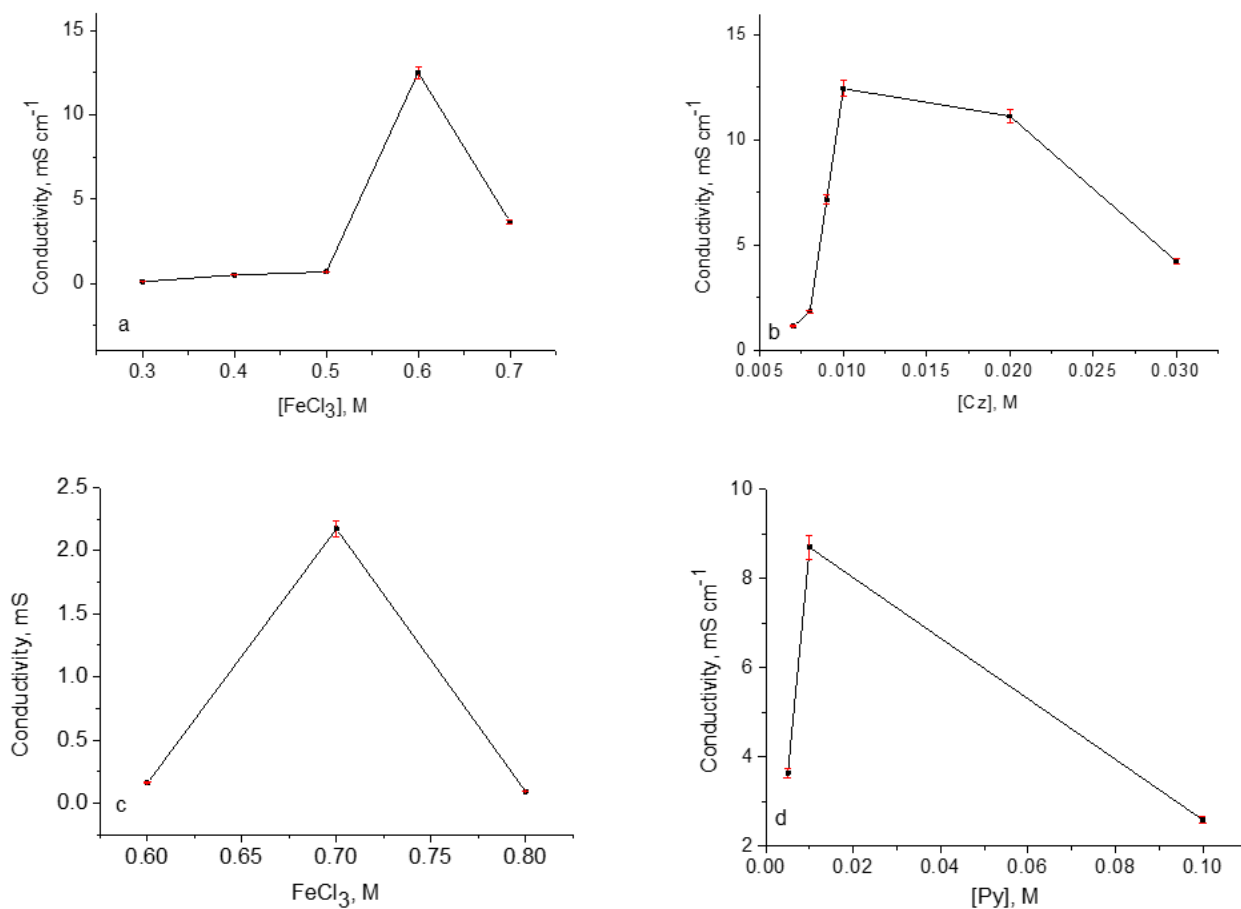 15
10
5
0
Conductivity, mS cm⁻¹
a
0.3 0.4 0.5 0.6 0.7
[FeCl₃], M
15
10
5
0
Conductivity, mS cm⁻¹
b
0.005 0.010 0.015 0.020 0.025 0.030
[Cz], M
2.5
2.0
1.5
1.0
0.5
0.0
Conductivity, mS
c
0.60 0.65 0.70 0.75 0.80
FeCl₃, M
10
8
6
4
2
Conductivity, mS cm⁻¹
d
0.00 0.02 0.04 0.06 0.08 0.10
[Py], M